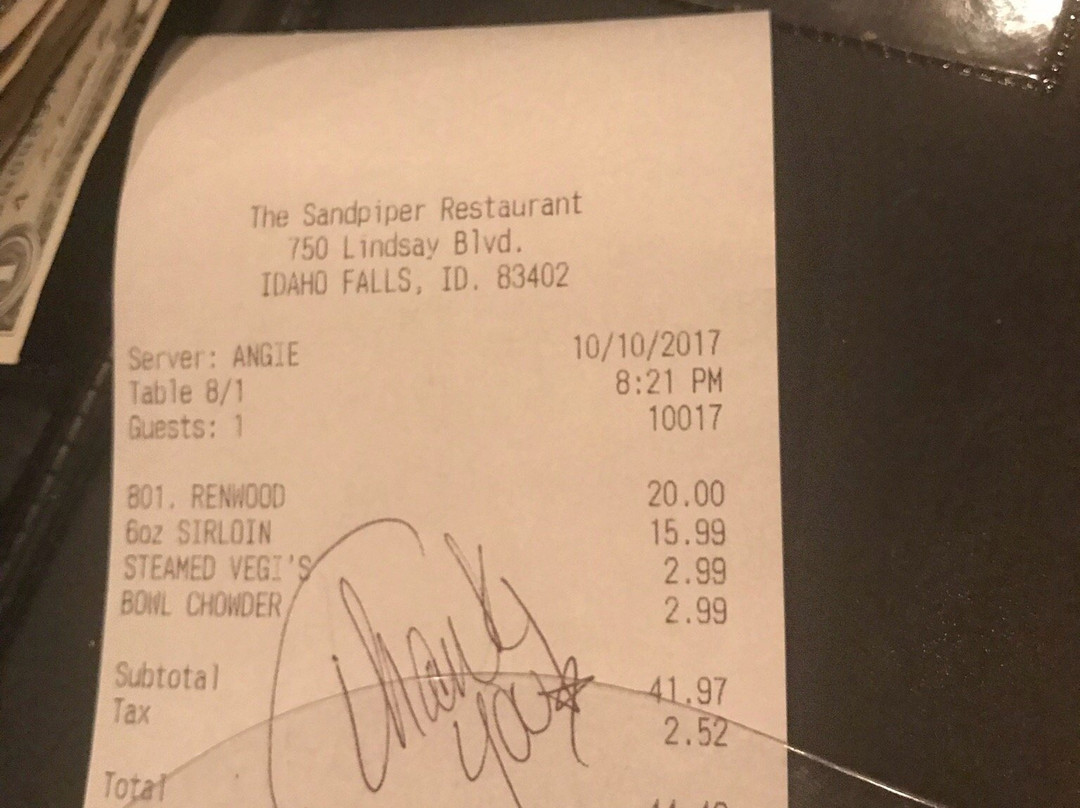 The Sandpiper Restaurant
750 Lindsay Blvd.
IDAHO FALLS, ID. 83402
Server: ANGIE 10/10/2017
Table 8/1 8:21 PM
Guests: 1 10017
801. RENWOOD 20.00
6oz SIRLOIN 15.99
STEAMED VEGI'S 2.99
BOWL CHOWDER 2.99
Thank
you
Subtotal 41.97
Tax 2.52
Total